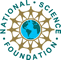 NATIONAL • SCIENCE
FOUNDATION •